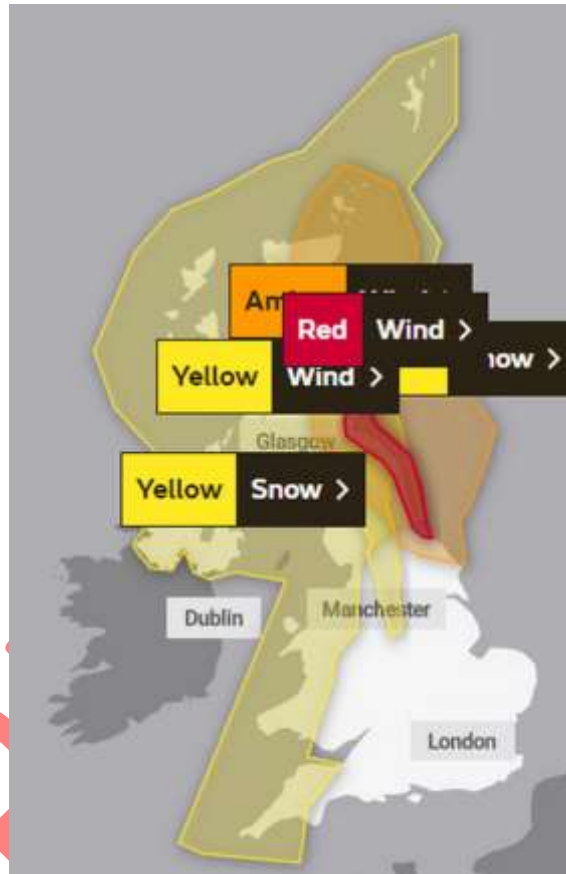 Red Wind >
Yellow Wind >
Glasgow
Yellow Snow >
Dublin
Manchester
London